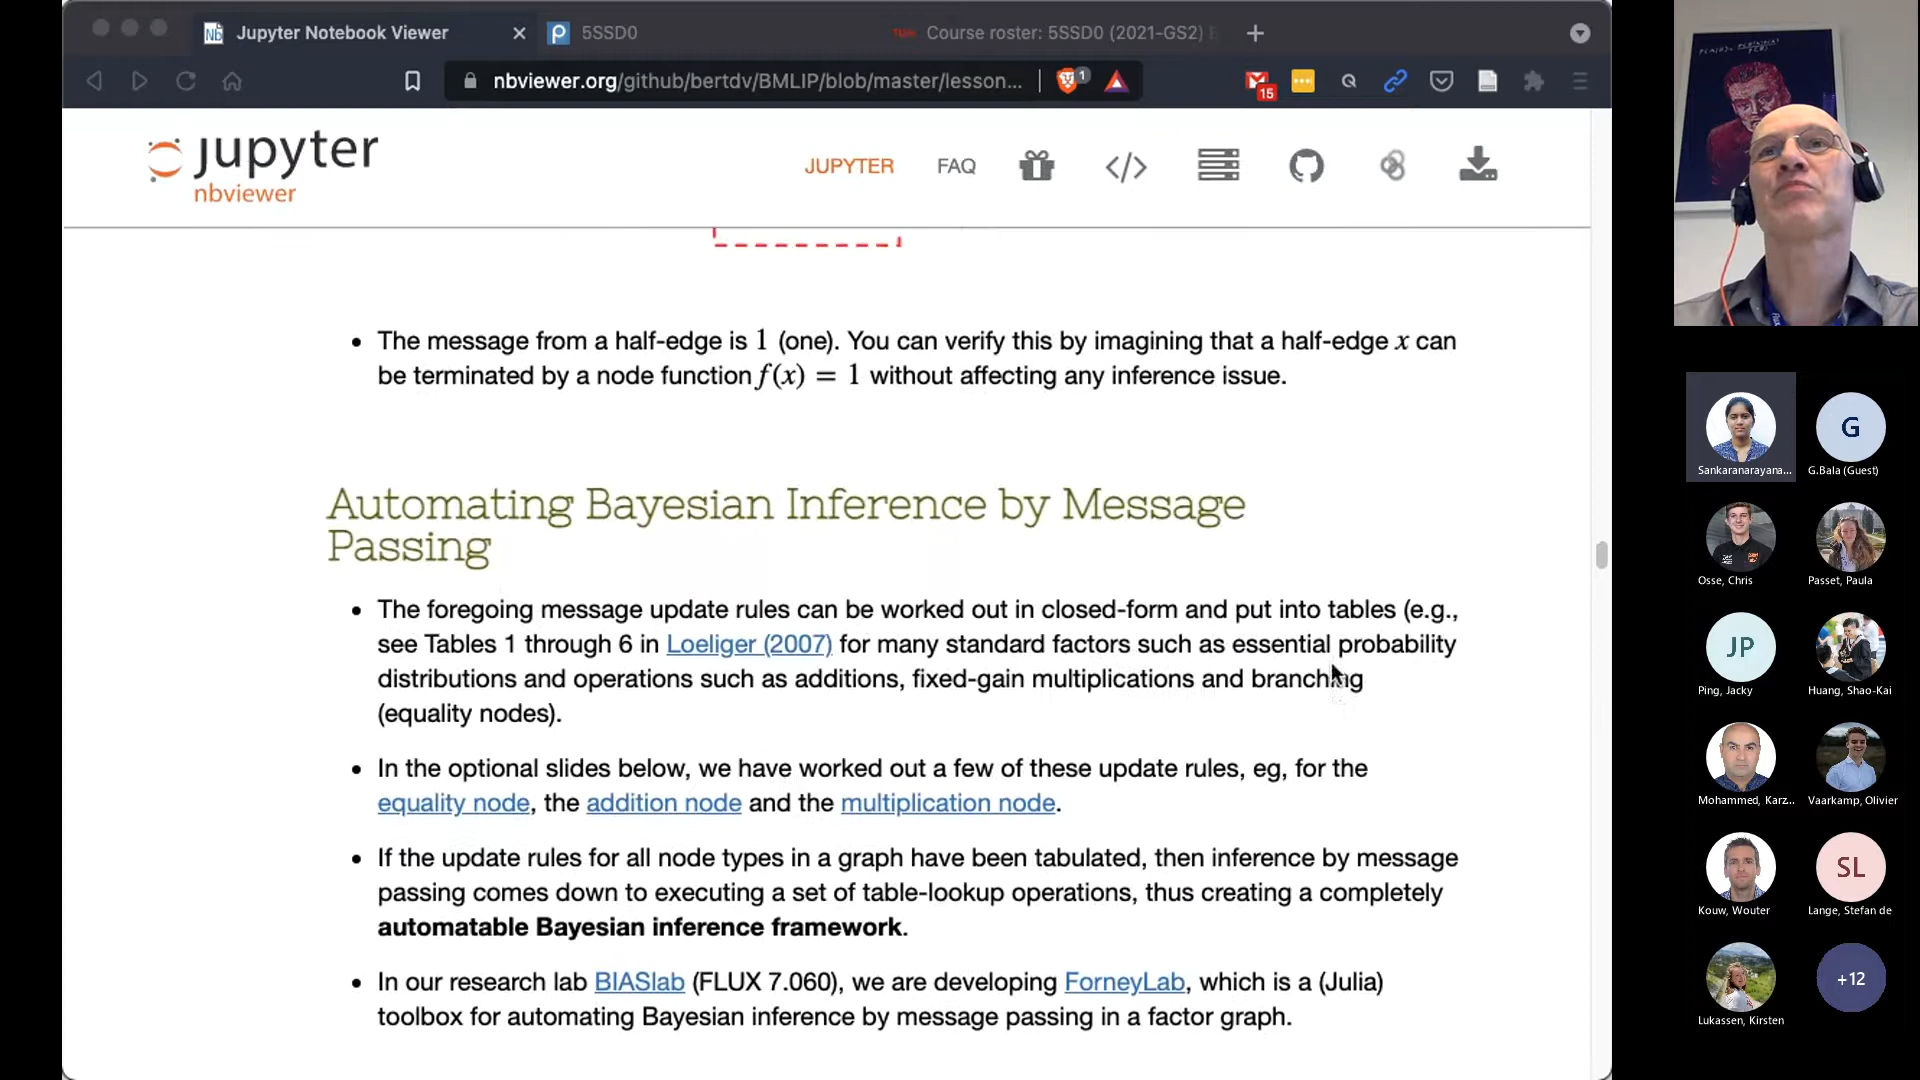 Jupyter Notebook Viewer
5SSD0
Course roster: 5SSD0 (2021-GS2)
nbviewer.org/github/bertdv/BMLIP/blob/master/lesson...
1
15
jupyter
nbviewer
JUPYTER
FAQ
• The message from a half-edge is 1 (one). You can verify this by imagining that a half-edge x can
be terminated by a node function f(x) = 1 without affecting any inference issue.
Automating Bayesian Inference by Message
Passing
• The foregoing message update rules can be worked out in closed-form and put into tables (e.g.,
see Tables 1 through 6 in Loeliger (2007) for many standard factors such as essential probability
distributions and operations such as additions, fixed-gain multiplications and branching
(equality nodes).
• In the optional slides below, we have worked out a few of these update rules, eg, for the
equality node, the addition node and the multiplication node.
• If the update rules for all node types in a graph have been tabulated, then inference by message
passing comes down to executing a set of table-lookup operations, thus creating a completely
automatable Bayesian inference framework.
• In our research lab BIASlab (FLUX 7.060), we are developing ForneyLab, which is a (Julia)
toolbox for automating Bayesian inference by message passing in a factor graph.
Sankaranarayana...
G
G.Bala (Guest)
Osse, Chris
Passet, Paula
JP
Ping, Jacky
Huang, Shao-Kai
Mohammed, Karz...
Vaarkamp, Olivier
Kouw, Wouter
SL
Lange, Stefan de
Lukassen, Kirsten
+12